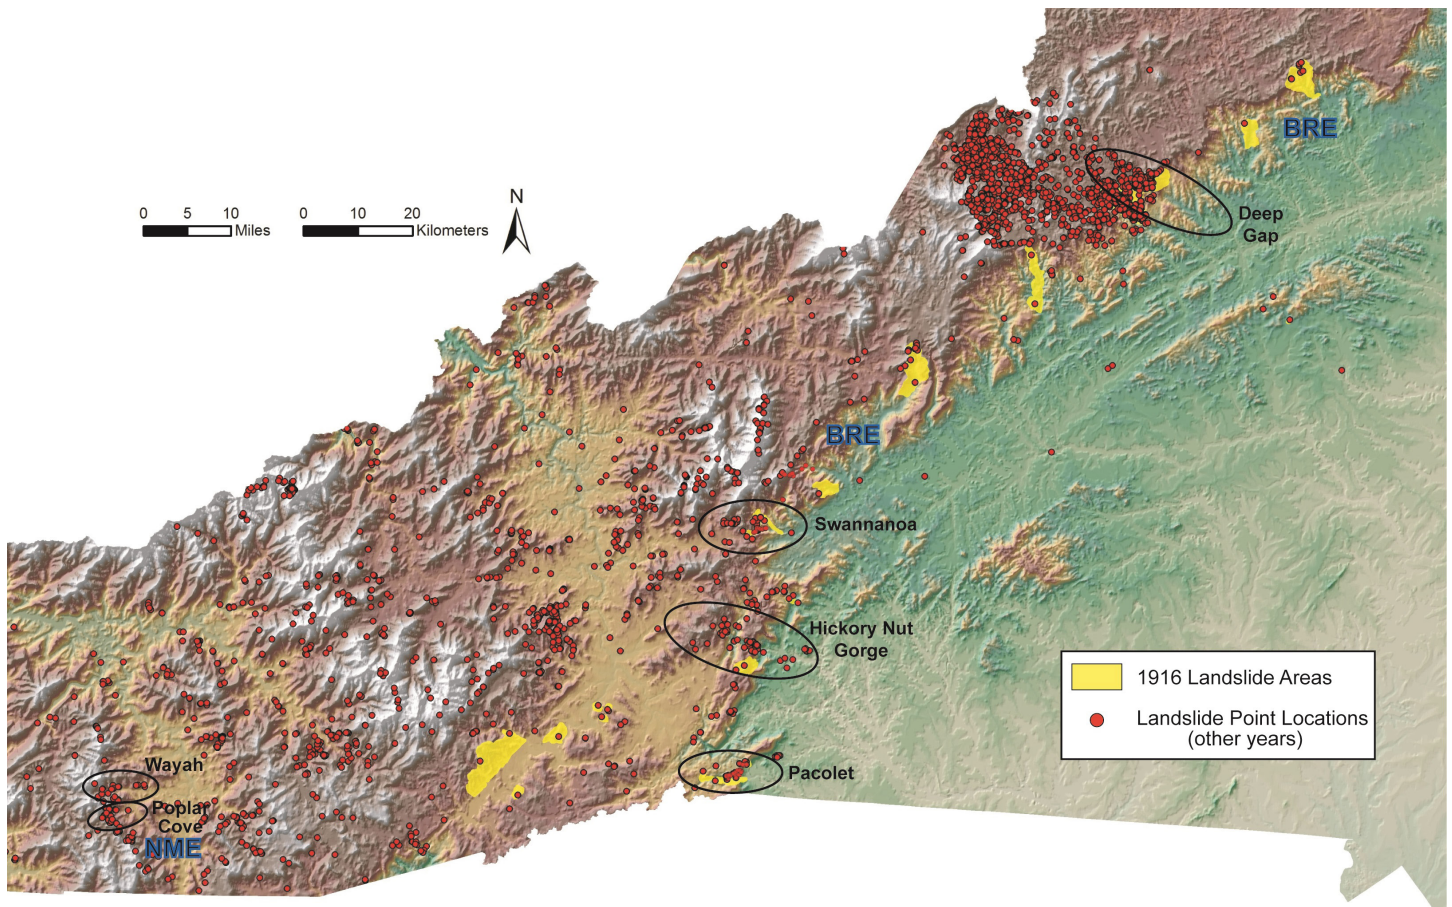 BRE
N
0 5 10
Miles
0 10 20
Kilometers
Deep
Gap
BRE
Swannanoa
Hickory Nut
Gorge
1916 Landslide Areas
Landslide Point Locations
(other years)
Wayah
Pacolet
Poplar
Cove
NME